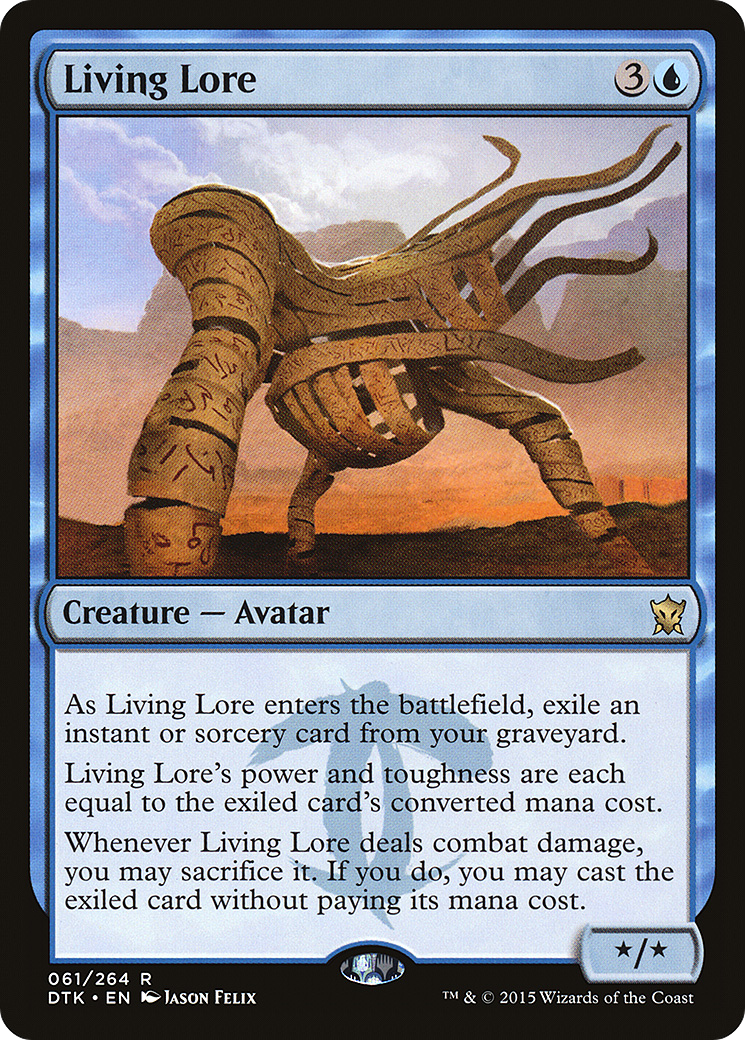 Living Lore 3
Creature — Avatar
As Living Lore enters the battlefield, exile an
instant or sorcery card from your graveyard.
Living Lore's power and toughness are each
equal to the exiled card's converted mana cost.
Whenever Living Lore deals combat damage,
you may sacrifice it. If you do, you may cast the
exiled card without paying its mana cost.
★/★
061/264 R
DTK • EN Jason Felix
™ & © 2015 Wizards of the Coast